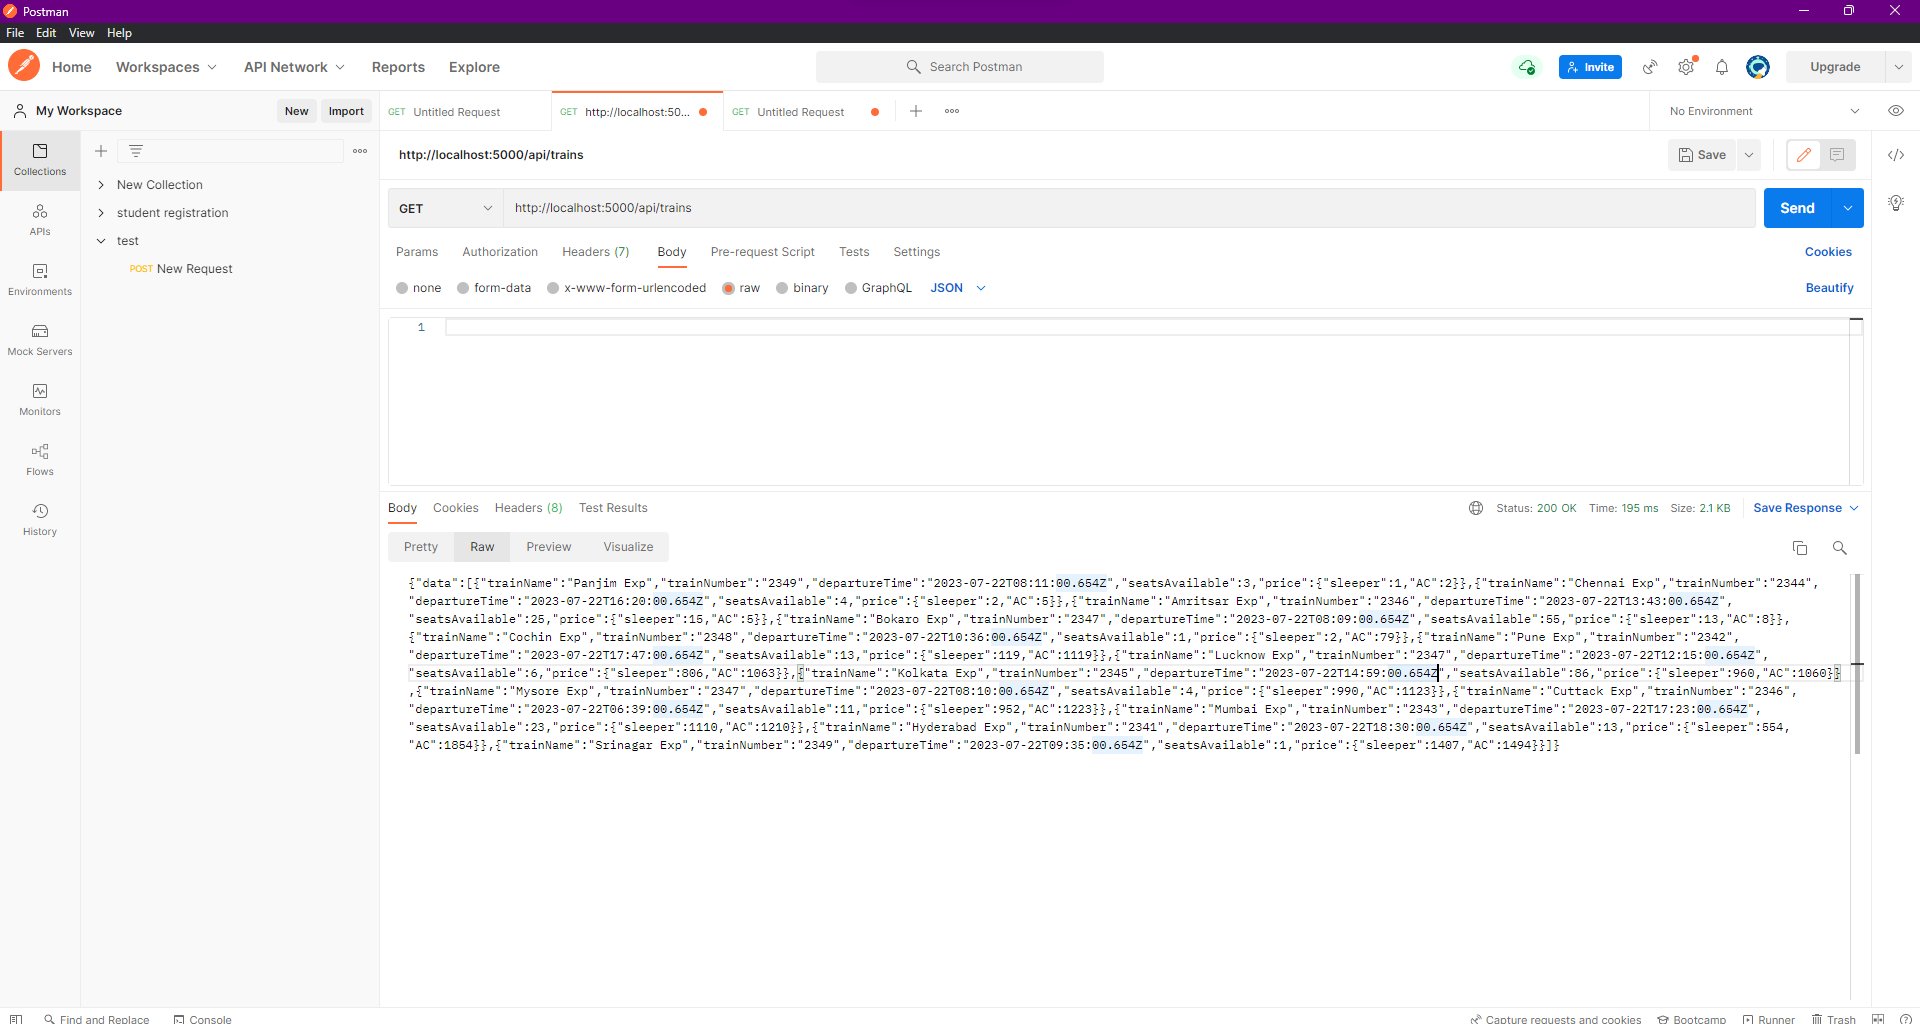 Postman
File Edit View Help
Home Workspaces API Network Reports Explore Search Postman Invite Upgrade
My Workspace New Import GET Untitled Request GET http://localhost:50... GET Untitled Request No Environment
Collections
APIs
Environments
Mock Servers
Monitors
Flows
History
New Collection
student registration
test
POST New Request
http://localhost:5000/api/trains Save
GET http://localhost:5000/api/trains Send
Params Authorization Headers (7) Body Pre-request Script Tests Settings Cookies
none form-data x-www-form-urlencoded raw binary GraphQL JSON Beautify
1
Body Cookies Headers (8) Test Results Status: 200 OK Time: 195 ms Size: 2.1 KB Save Response
Pretty Raw Preview Visualize
{"data":[{"trainName":"Panjim Exp","trainNumber":"2349","departureTime":"2023-07-22T08:11:00.654Z","seatsAvailable":3,"price":{"sleeper":1,"AC":2}},{"trainName":"Chennai Exp","trainNumber":"2344",
"departureTime":"2023-07-22T16:20:00.654Z","seatsAvailable":4,"price":{"sleeper":2,"AC":5}},{"trainName":"Amritsar Exp","trainNumber":"2346","departureTime":"2023-07-22T13:43:00.654Z",
"seatsAvailable":25,"price":{"sleeper":15,"AC":5}},{"trainName":"Bokaro Exp","trainNumber":"2347","departureTime":"2023-07-22T08:09:00.654Z","seatsAvailable":55,"price":{"sleeper":13,"AC":8}},
{"trainName":"Cochin Exp","trainNumber":"2348","departureTime":"2023-07-22T10:36:00.654Z","seatsAvailable":1,"price":{"sleeper":2,"AC":79}},{"trainName":"Pune Exp","trainNumber":"2342",
"departureTime":"2023-07-22T17:47:00.654Z","seatsAvailable":13,"price":{"sleeper":119,"AC":1119}},{"trainName":"Lucknow Exp","trainNumber":"2347","departureTime":"2023-07-22T12:15:00.654Z",
"seatsAvailable":6,"price":{"sleeper":806,"AC":1063}},{"trainName":"Kolkata Exp","trainNumber":"2345","departureTime":"2023-07-22T14:59:00.654Z","seatsAvailable":86,"price":{"sleeper":960,"AC":1060}}
,{"trainName":"Mysore Exp","trainNumber":"2347","departureTime":"2023-07-22T08:10:00.654Z","seatsAvailable":4,"price":{"sleeper":990,"AC":1123}},{"trainName":"Cuttack Exp","trainNumber":"2346",
"departureTime":"2023-07-22T06:39:00.654Z","seatsAvailable":11,"price":{"sleeper":952,"AC":1223}},{"trainName":"Mumbai Exp","trainNumber":"2343","departureTime":"2023-07-22T17:23:00.654Z",
"seatsAvailable":23,"price":{"sleeper":1110,"AC":1210}},{"trainName":"Hyderabad Exp","trainNumber":"2341","departureTime":"2023-07-22T18:30:00.654Z","seatsAvailable":13,"price":{"sleeper":554,
"AC":1854}},{"trainName":"Srinagar Exp","trainNumber":"2349","departureTime":"2023-07-22T09:35:00.654Z","seatsAvailable":1,"price":{"sleeper":1407,"AC":1494}}]}
Find and Replace Console Capture requests and cookies Bootcamp Runner Trash